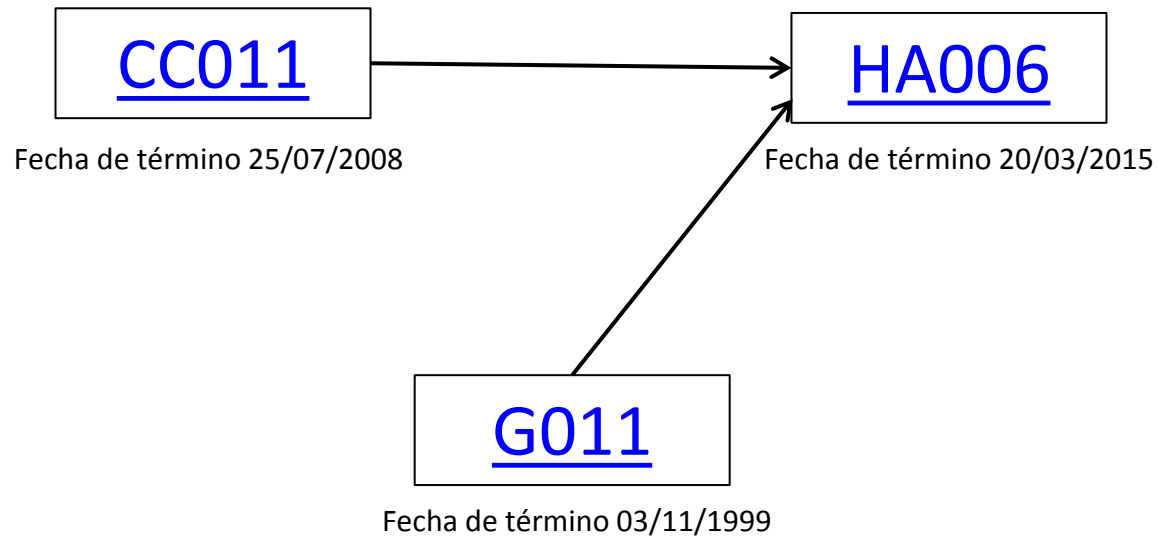 CC011
HA006
Fecha de término 25/07/2008
Fecha de término 20/03/2015
G011
Fecha de término 03/11/1999